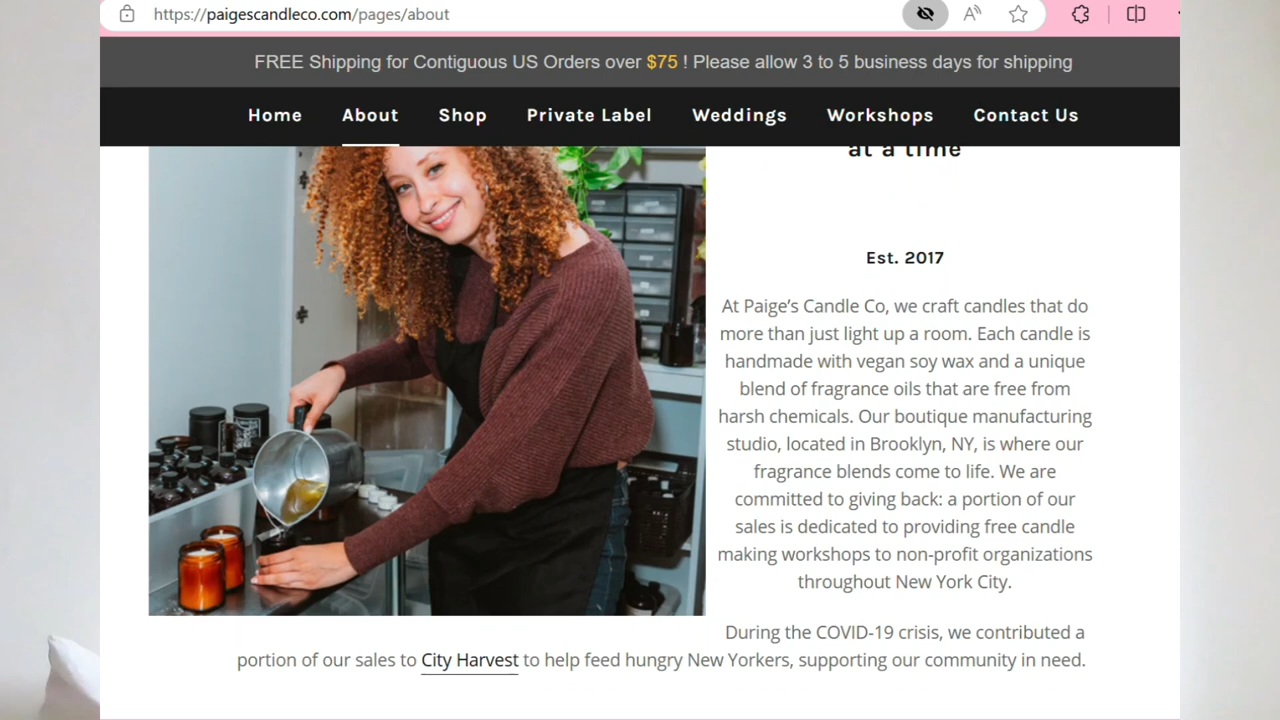 https://paigescandleco.com/pages/about
FREE Shipping for Contiguous US Orders over $75 ! Please allow 3 to 5 business days for shipping
Home About Shop Private Label Weddings Workshops Contact Us
at a time
Est. 2017
At Paige’s Candle Co, we craft candles that do
more than just light up a room. Each candle is
handmade with vegan soy wax and a unique
blend of fragrance oils that are free from
harsh chemicals. Our boutique manufacturing
studio, located in Brooklyn, NY, is where our
fragrance blends come to life. We are
committed to giving back: a portion of our
sales is dedicated to providing free candle
making workshops to non-profit organizations
throughout New York City.
During the COVID-19 crisis, we contributed a
portion of our sales to City Harvest to help feed hungry New Yorkers, supporting our community in need.